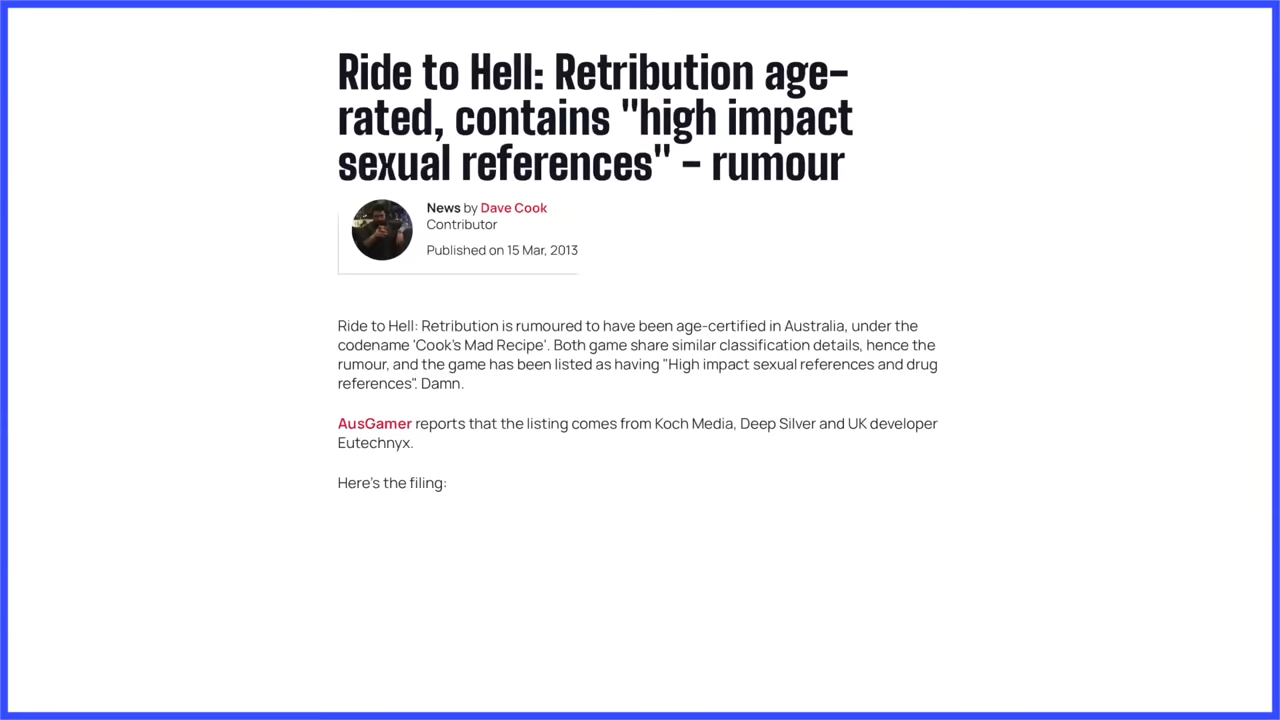 Ride to Hell: Retribution age-
rated, contains "high impact
sexual references" - rumour
News by Dave Cook
Contributor
Published on 15 Mar, 2013
Ride to Hell: Retribution is rumoured to have been age-certified in Australia, under the
codename 'Cook's Mad Recipe'. Both game share similar classification details, hence the
rumour, and the game has been listed as having "High impact sexual references and drug
references". Damn.
AusGamer reports that the listing comes from Koch Media, Deep Silver and UK developer
Eutechnyx.
Here's the filing: